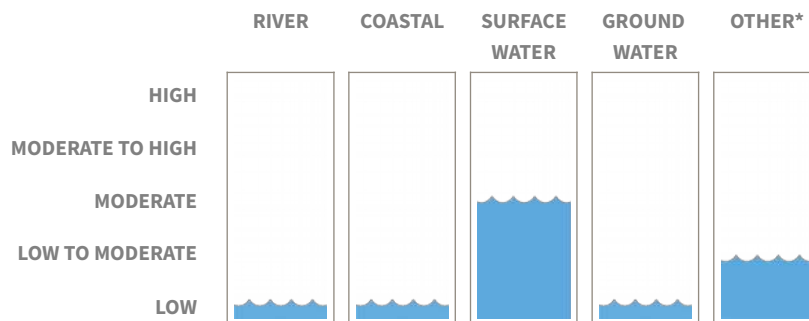 RIVER COASTAL SURFACE WATER GROUND WATER OTHER*
HIGH
MODERATE TO HIGH
MODERATE
LOW TO MODERATE
LOW